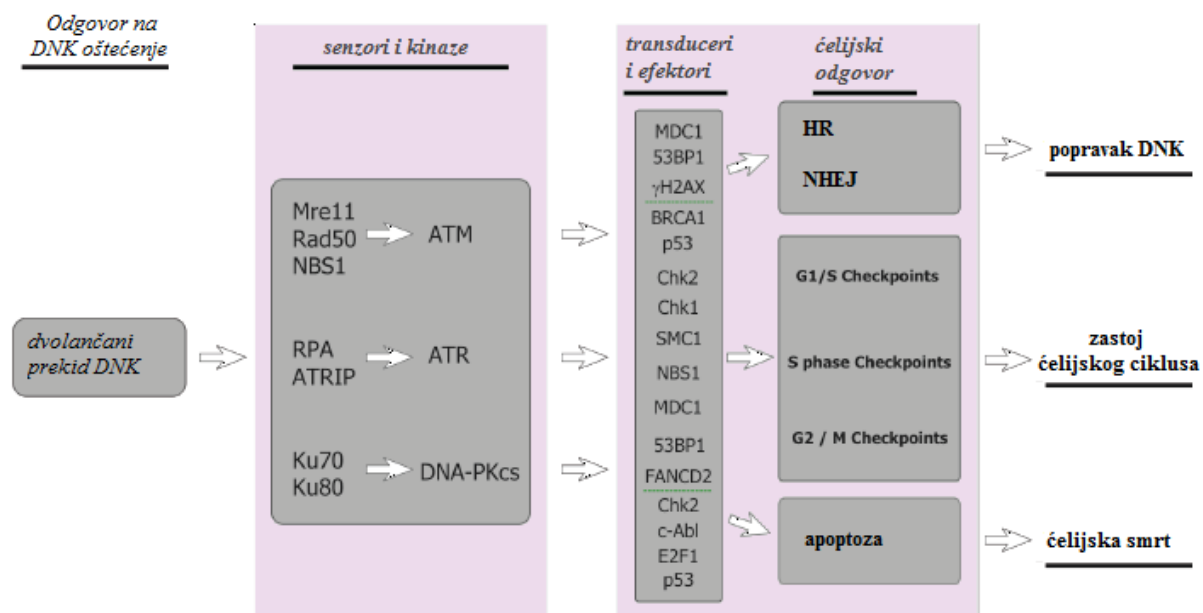 Odgovor na
DNK oštećenje
senzori i kinaze
transduceri
i efektori
ćelijski
odgovor
dvolančani
prekid DNK
Mre11
Rad50
NBS1
ATM
RPA
ATRIP
ATR
Ku70
Ku80
DNA-PKcs
MDC1
53BP1
γH2AX
BRCA1
p53
Chk2
Chk1
SMC1
NBS1
MDC1
53BP1
FANCD2
Chk2
c-Abl
E2F1
p53
HR
NHEJ
G1/S Checkpoints
S phase Checkpoints
G2 / M Checkpoints
apoptoza
popravak DNK
zastoj
ćelijskog ciklusa
ćelijska smrt